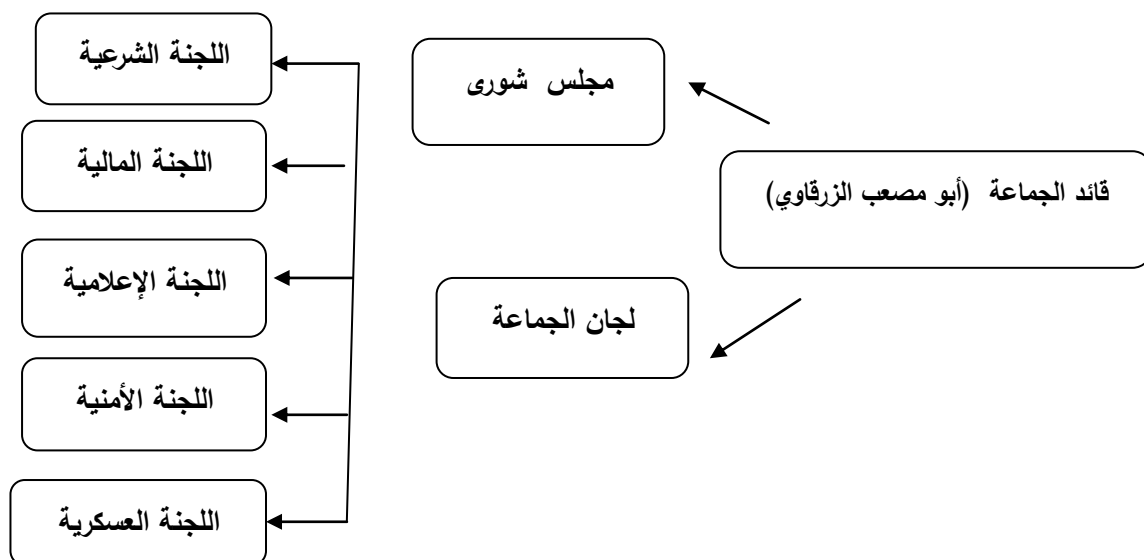 قائد الجماعة (أبو مصعب الزرقاوي)
مجلس شورى
لجان الجماعة
اللجنة الشرعية
اللجنة المالية
اللجنة الإعلامية
اللجنة الأمنية
اللجنة العسكرية